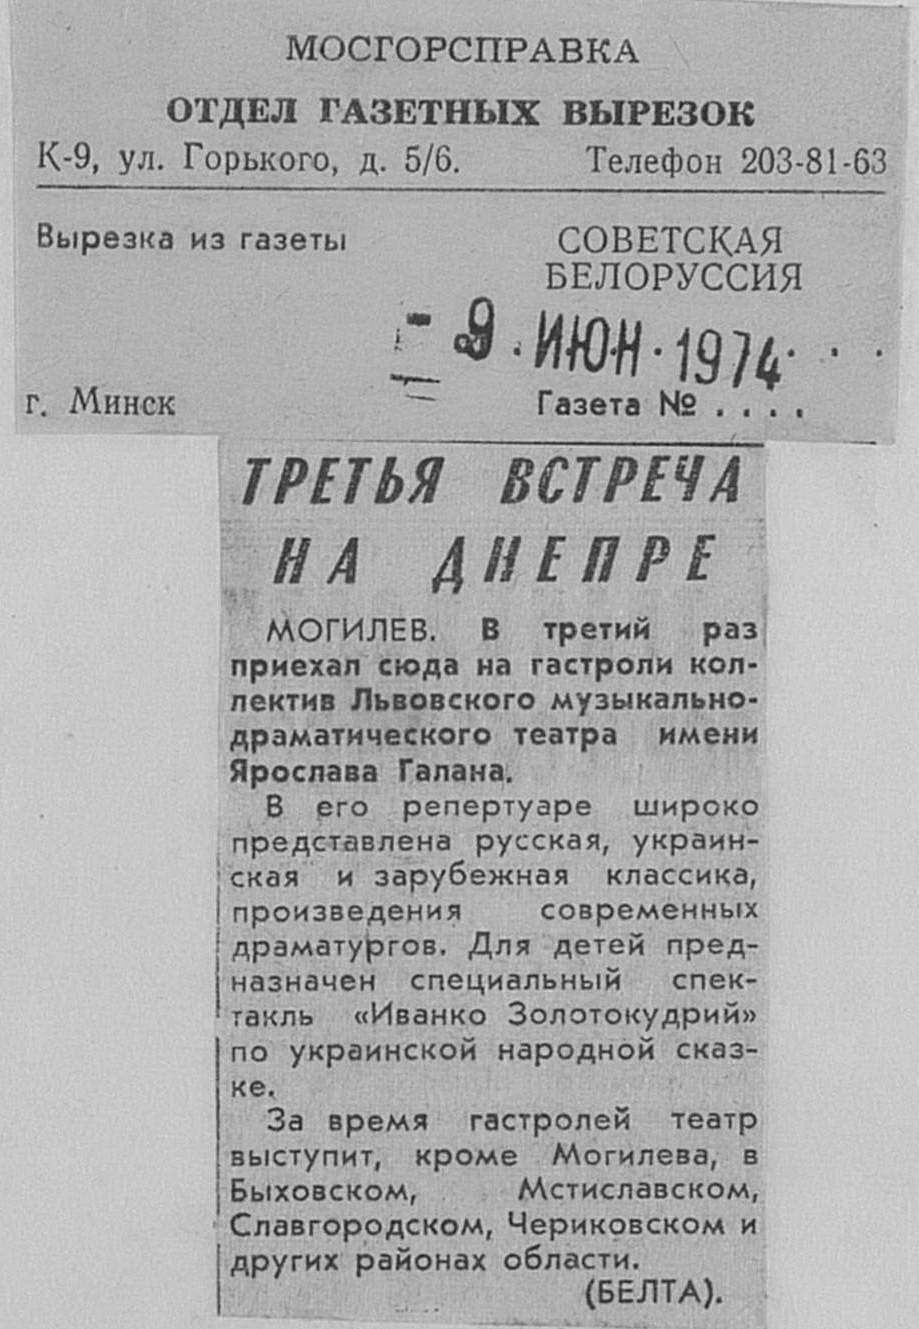 МОСГОРСПРАВКА
ОТДЕЛ ГАЗЕТНЫХ ВЫРЕЗОК
К-9, ул. Горького, д. 5/6. Телефон 203-81-63
Вырезка из газеты
СОВЕТСКАЯ
БЕЛОРУССИЯ
- 9. ИЮН. 1974
г. Минск
Газета № . . . .
ТРЕТЬЯ ВСТРЕЧА
НА ДНЕПРЕ
МОГИЛЕВ. В третий раз
приехал сюда на гастроли кол-
лектив Львовского музыкально-
драматического театра имени
Ярослава Галана.
В его репертуаре широко
представлена русская, украин-
ская и зарубежная классика,
произведения современных
драматургов. Для детей пред-
назначен специальный спек-
такль «Иванко Золотокудрий»
по украинской народной сказ-
ке.
За время гастролей театр
выступит, кроме Могилева, в
Быховском, Мстиславском,
Славгородском, Чериковском и
других районах области.
(БЕЛТА).